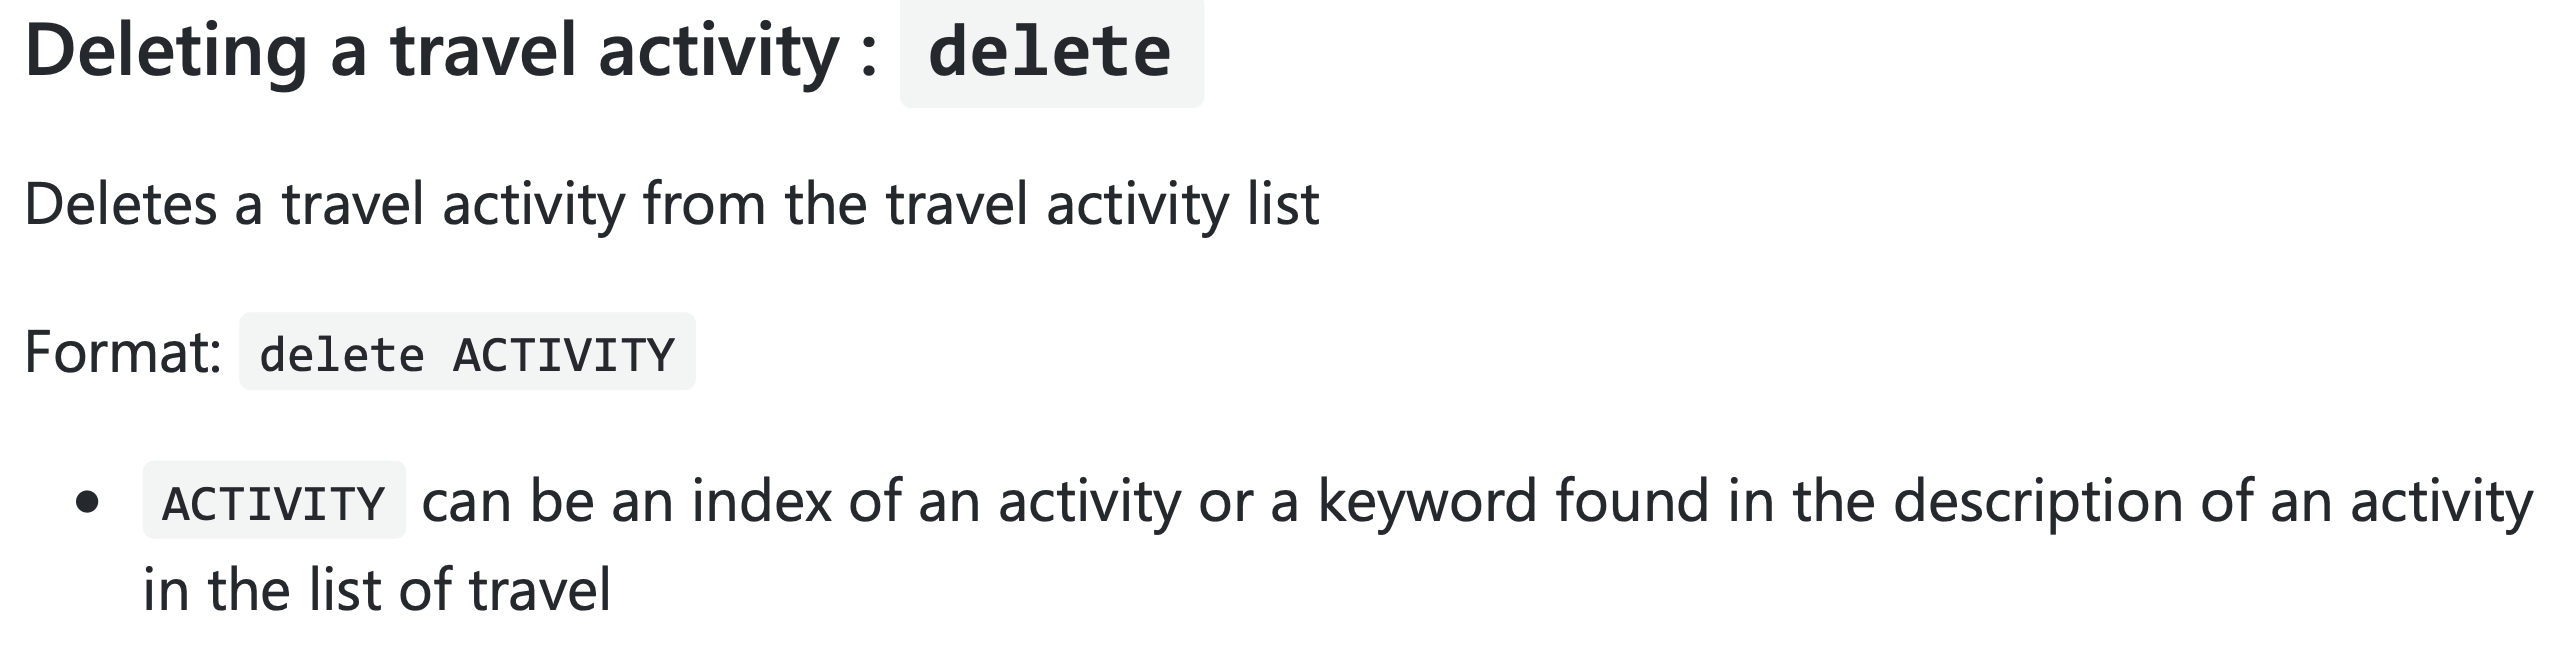 Deleting a travel activity : delete
Deletes a travel activity from the travel activity list
Format: delete ACTIVITY
• ACTIVITY can be an index of an activity or a keyword found in the description of an activity
in the list of travel